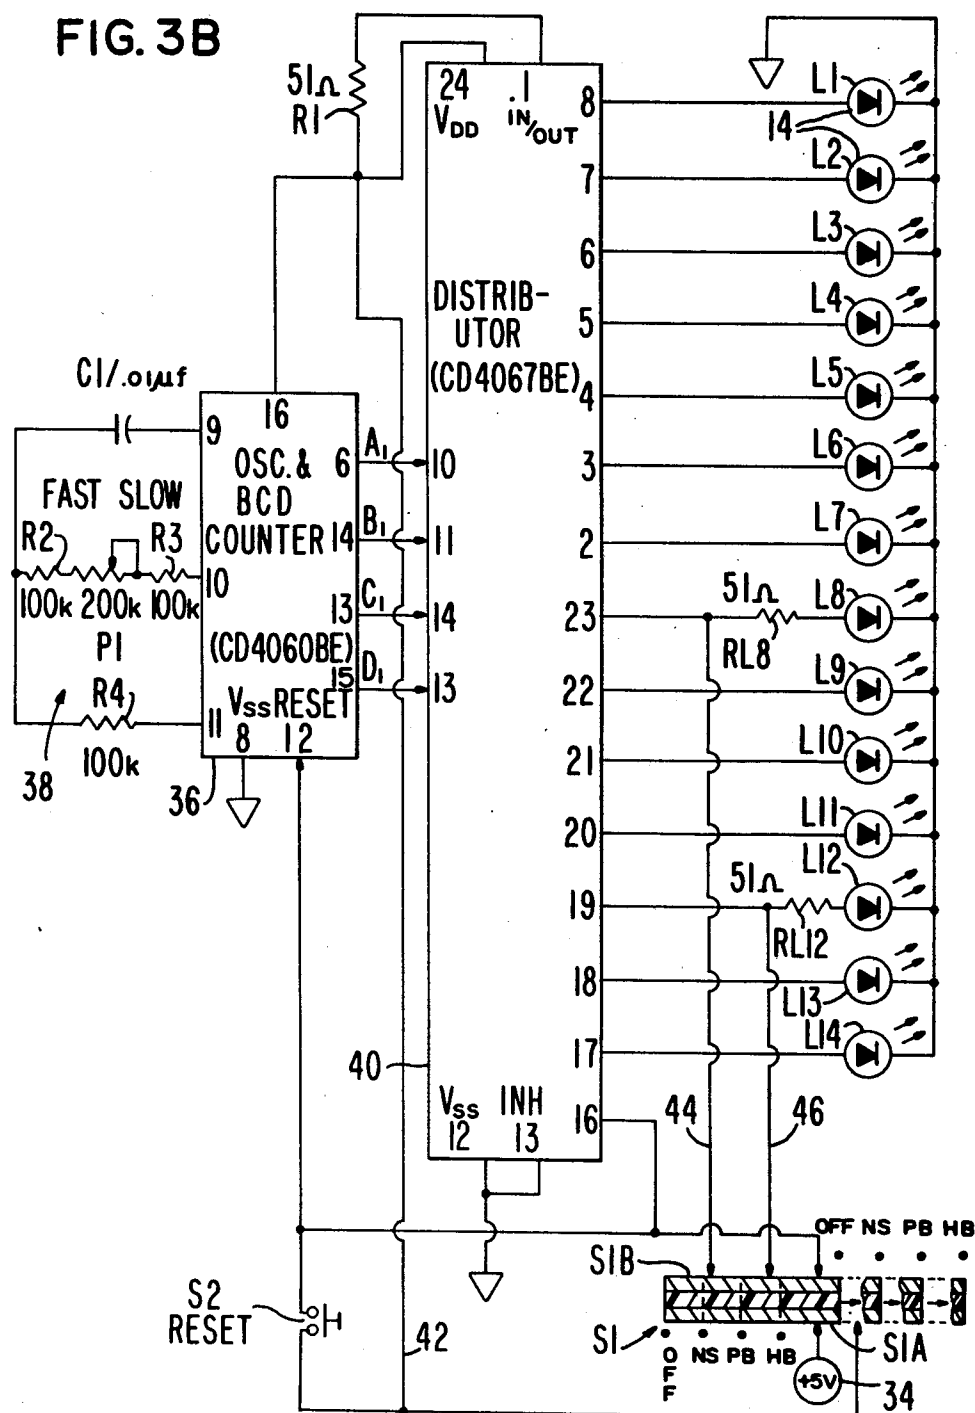 FIG. 3B
51Ω
R1
24
VDD
.1
IN/OUT
8
7
6
5
4
3
2
23
22
21
20
19
18
17
16
DISTRIB-
UTOR
(CD4067BE)
10
11
14
13
VSS
12
INH
13
40
L1
14
L2
L3
L4
L5
L6
L7
51Ω
L8
RL8
L9
L10
L11
L12
51Ω
RL12
L13
L14
C1/.01µf
9
16
OSC. &
BCD
COUNTER
6
A1
14
B1
13
C1
(CD4060BE)
15
D1
VSS RESET
8
12
10
11
FAST SLOW
R2
R3
100k
200k
100k
P1
R4
100k
38
36
44
46
OFF NS PB HB
S1B
S1
OFF
NS PB HB
S1A
+5V
34
S2
RESET
42